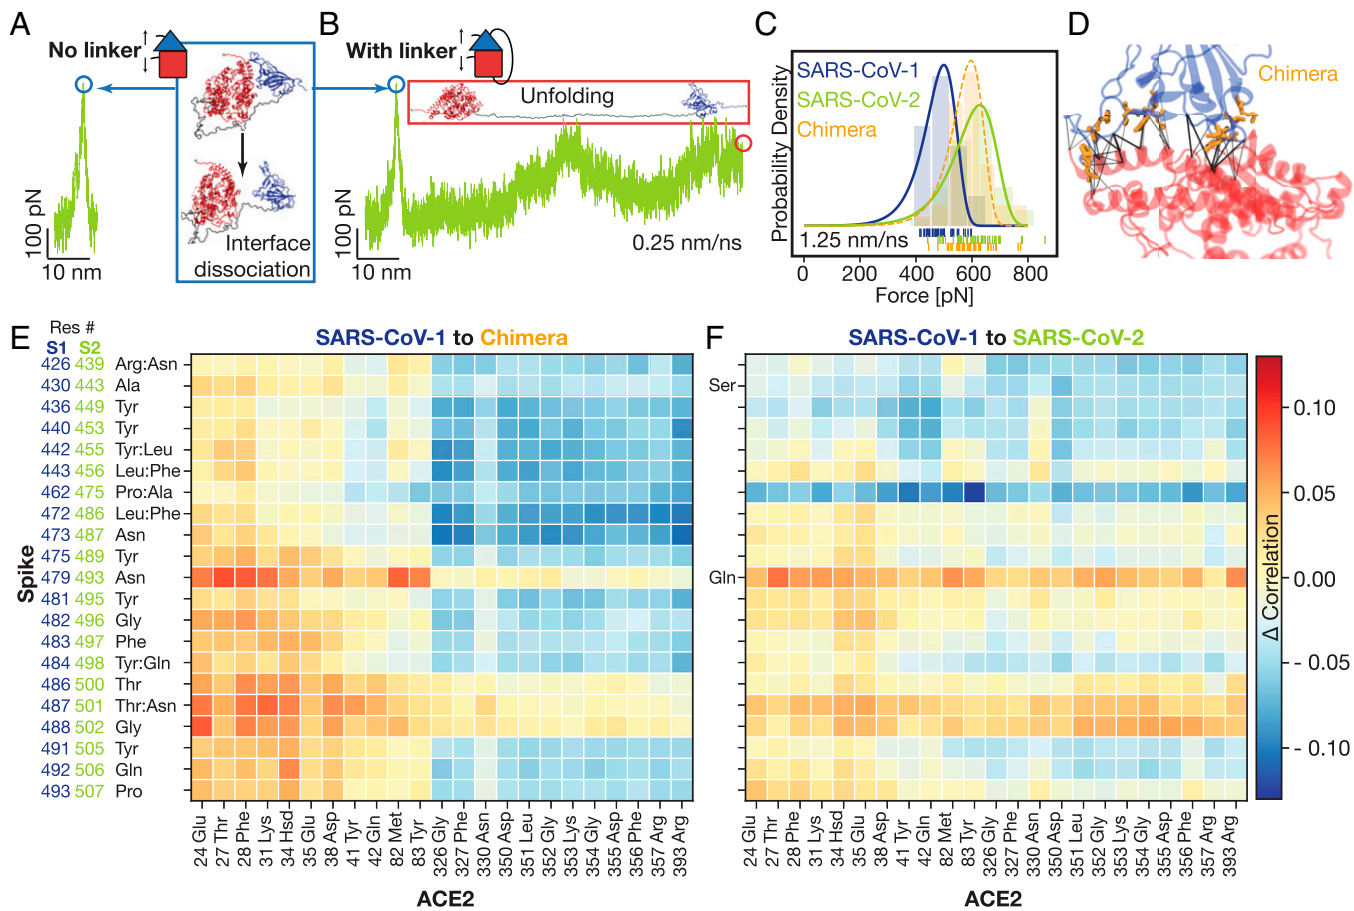 A
No linker
100 pN
10 nm
Interface
dissociation
B
With linker
Unfolding
100 pN
10 nm
0.25 nm/ns
C
SARS-CoV-1
SARS-CoV-2
Chimera
1.25 nm/ns
Probability Density
0 200 400 600 800
Force [pN]
D
Chimera
E
Res #
S1 S2
SARS-CoV-1 to Chimera
Spike
426 439 Arg:Asn
430 443 Ala
436 449 Tyr
440 453 Tyr
442 455 Tyr:Leu
443 456 Leu:Phe
462 475 Pro:Ala
472 486 Leu:Phe
473 487 Asn
475 489 Tyr
479 493 Asn
481 495 Tyr
482 496 Gly
483 497 Phe
484 498 Tyr:Gln
486 500 Thr
487 501 Thr:Asn
488 502 Gly
491 505 Tyr
492 506 Gln
493 507 Pro
24 Glu
27 Thr
28 Phe
31 Lys
34 Hsd
35 Glu
38 Asp
41 Tyr
42 Gln
82 Met
83 Tyr
326 Gly
327 Phe
330 Asn
350 Asp
351 Leu
352 Gly
353 Lys
354 Gly
355 Asp
356 Phe
357 Arg
393 Arg
ACE2
F
SARS-CoV-1 to SARS-CoV-2
Ser
Gln
24 Glu
27 Thr
28 Phe
31 Lys
34 Hsd
35 Glu
38 Asp
41 Tyr
42 Gln
82 Met
83 Tyr
326 Gly
327 Phe
330 Asn
350 Asp
351 Leu
352 Gly
353 Lys
354 Gly
355 Asp
356 Phe
357 Arg
393 Arg
ACE2
0.10
0.05
0.00
- 0.05
- 0.10
Δ Correlation